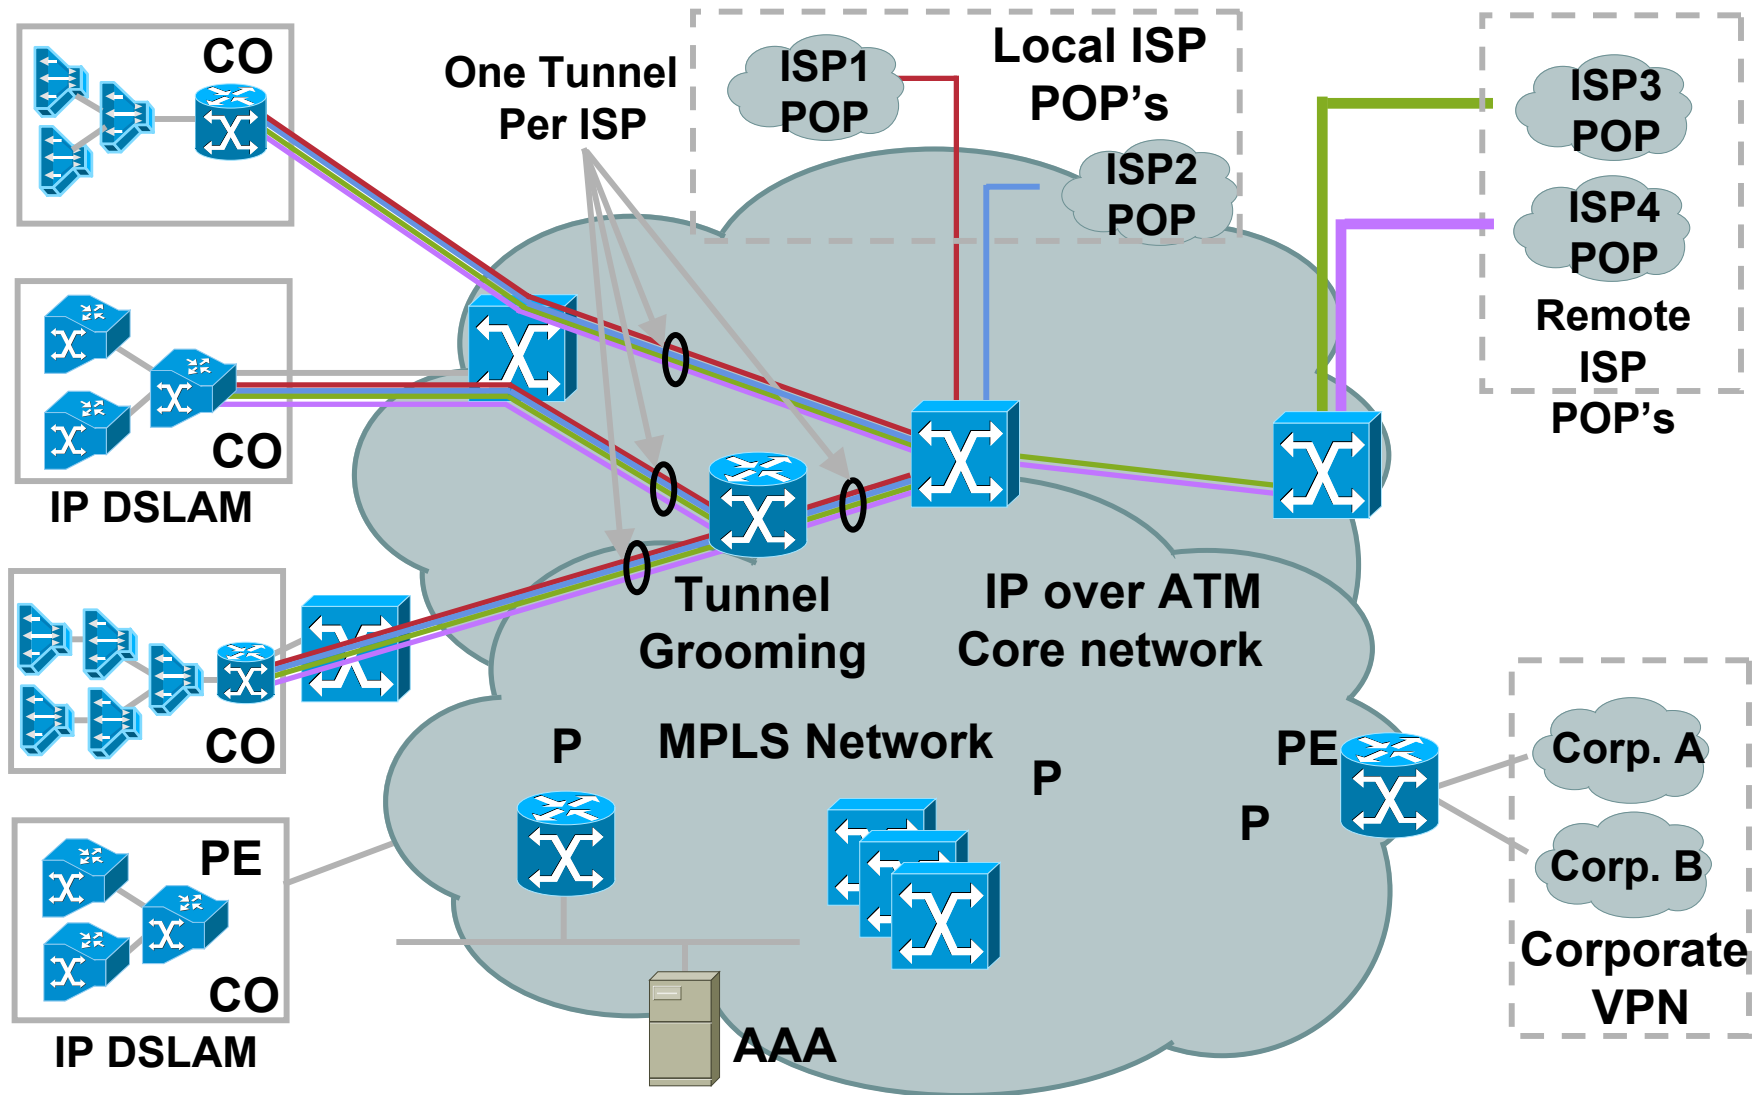 CO
One Tunnel
Per ISP
ISP1
POP
Local ISP
POP's
ISP2
POP
ISP3
POP
ISP4
POP
Remote
ISP
POP's
CO
IP DSLAM
Tunnel
Grooming
IP over ATM
Core network
CO
P
MPLS Network
P
P
PE
Corp. A
Corp. B
Corporate
VPN
PE
CO
IP DSLAM
AAA